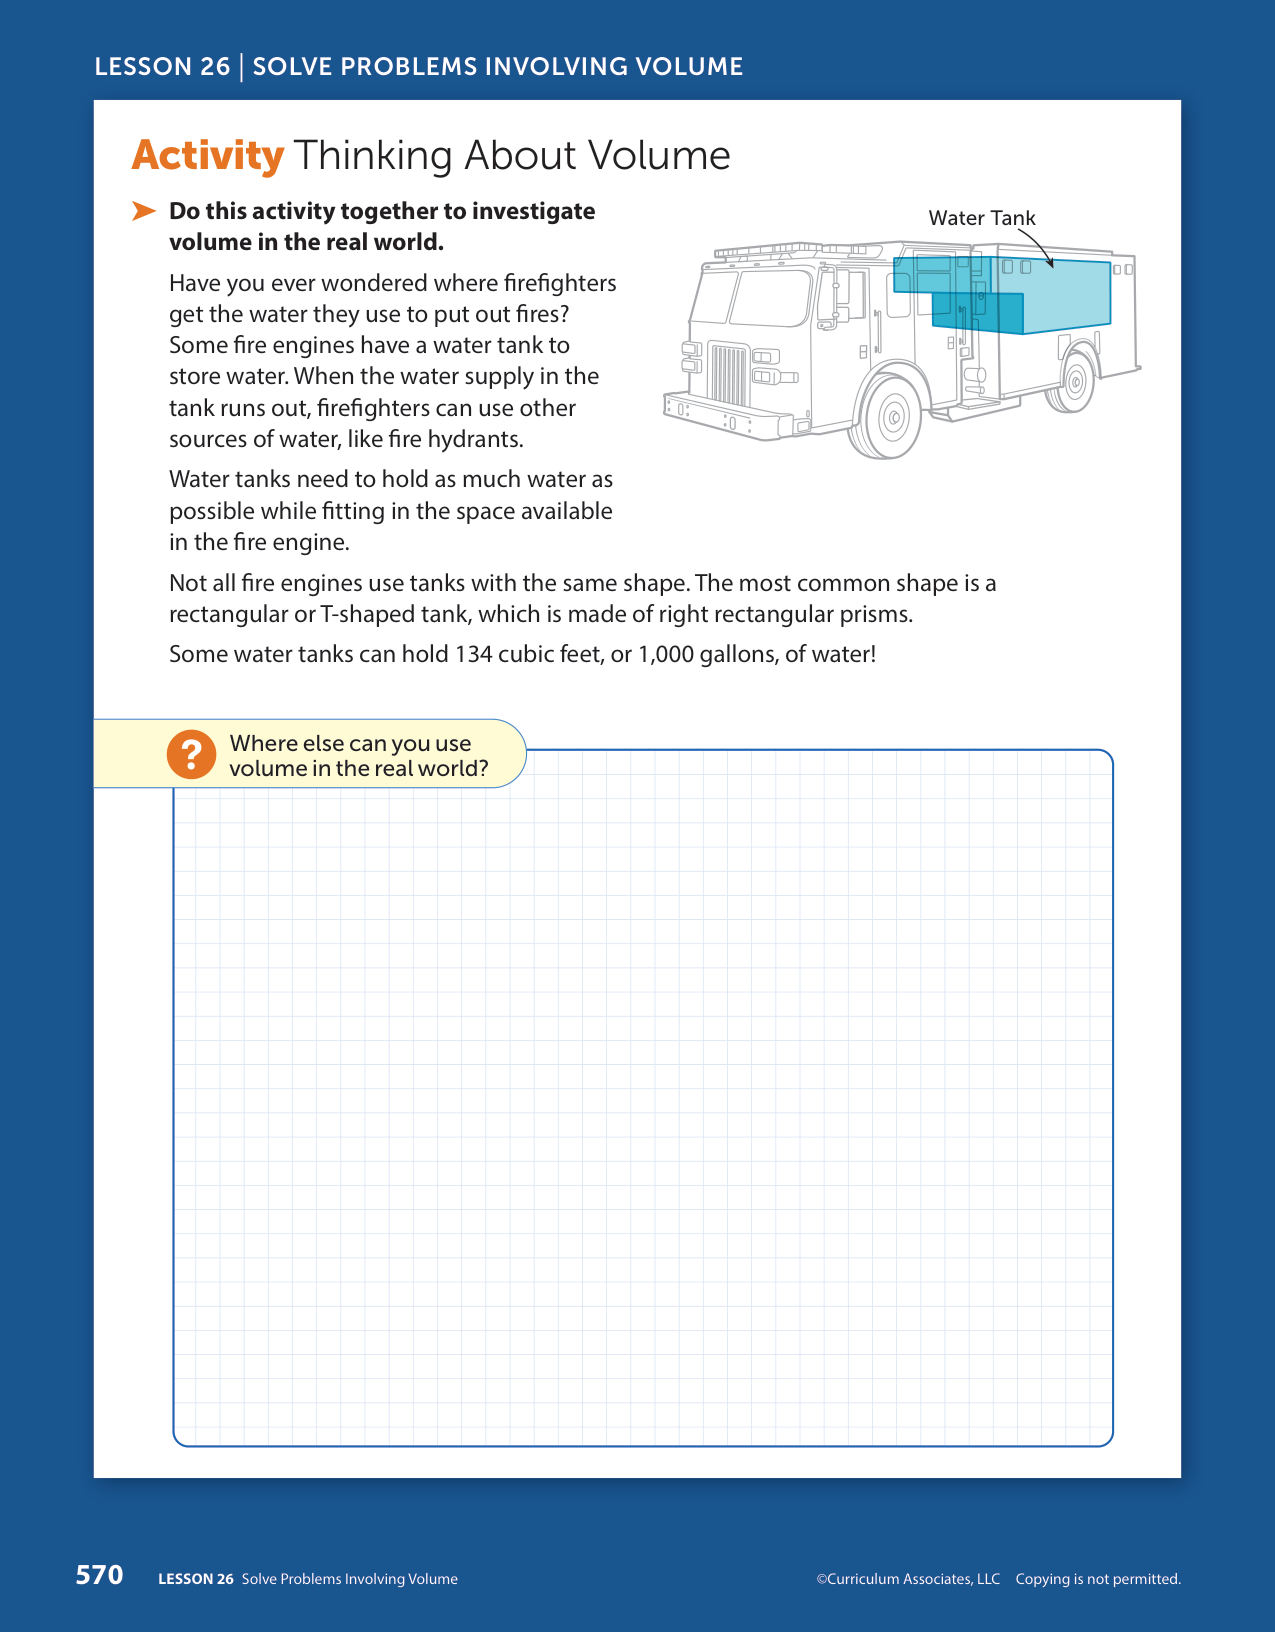 LESSON 26 | SOLVE PROBLEMS INVOLVING VOLUME
Activity Thinking About Volume
Do this activity together to investigate
volume in the real world.
Have you ever wondered where firefighters
get the water they use to put out fires?
Some fire engines have a water tank to
store water. When the water supply in the
tank runs out, firefighters can use other
sources of water, like fire hydrants.
Water tanks need to hold as much water as
possible while fitting in the space available
in the fire engine.
Water Tank
Not all fire engines use tanks with the same shape. The most common shape is a
rectangular or T-shaped tank, which is made of right rectangular prisms.
Some water tanks can hold 134 cubic feet, or 1,000 gallons, of water!
? Where else can you use
volume in the real world?
570 LESSON 26 Solve Problems Involving Volume ©Curriculum Associates, LLC Copying is not permitted.